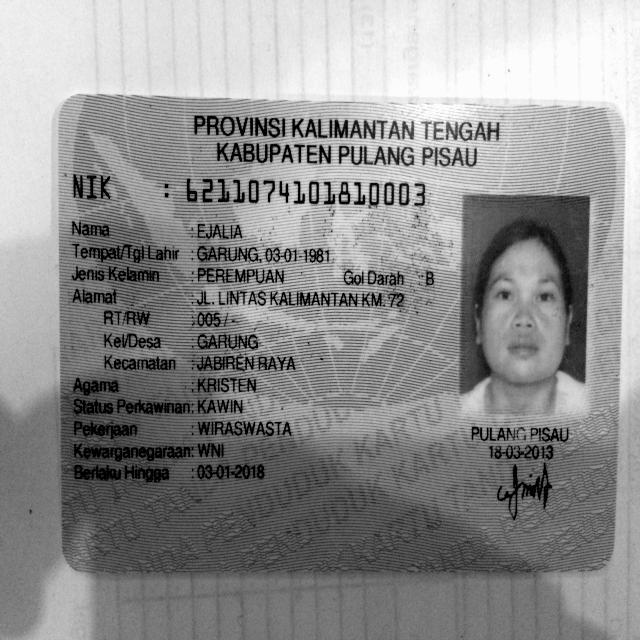 PROVINSI KALIMANTAN TENGAH
KABUPATEN PULANG PISAU
NIK : 6211074101810003
Nama : EJALIA
Tempat/Tgl Lahir : GARUNG, 03-01-1981
Jenis Kelamin : PEREMPUAN Gol Darah : B
Alamat : JL. LINTAS KALIMANTAN KM. 72
RT/RW : 005 / -
Kel/Desa : GARUNG
Kecamatan : JABIREN RAYA
Agama : KRISTEN
Status Perkawinan: KAWIN
Pekerjaan : WIRASWASTA
Kewarganegaraan: WNI
Berlaku Hingga : 03-01-2018
PULANG PISAU
18-03-2013